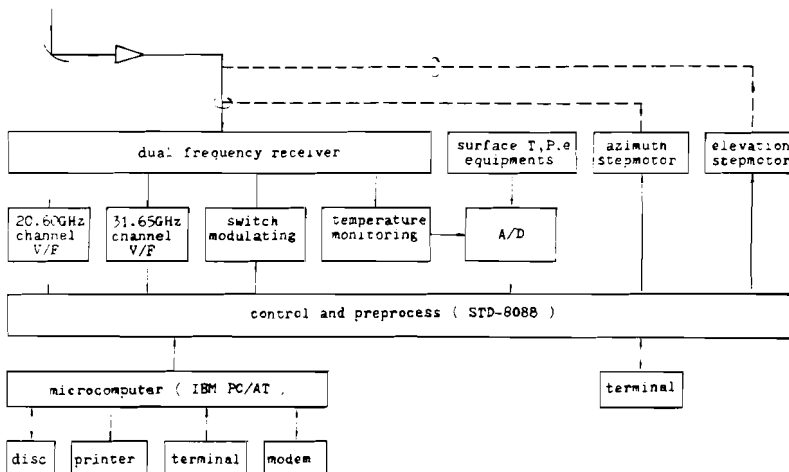 dual frequency receiver
surface T,P,e
equipments
azimuth
stepmotor
elevation
stepmotor
20.60GHz
channel
V/F
31.65GHz
channel
V/F
switch
modulating
temperature
monitoring
A/D
control and preprocess ( STD-8088 )
microcomputer ( IBM PC/AT
terminal
disc
printer
terminal
modem